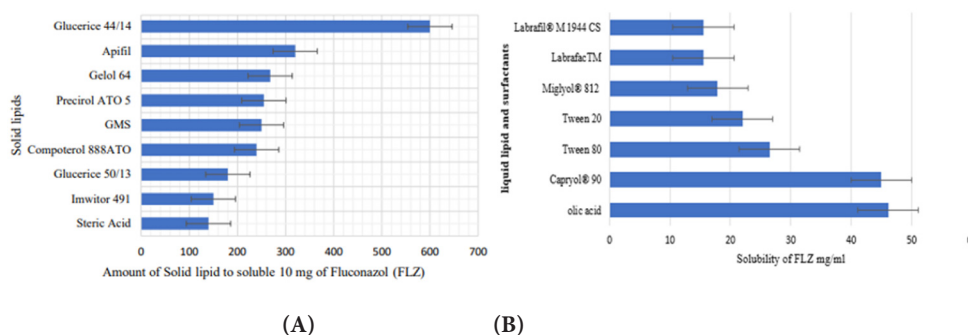 Solid lipids
Glucerice 44/14
Apifil
Gelol 64
Precirol ATO 5
GMS
Compoterol 888ATO
Glucerice 50/13
Imwitor 491
Steric Acid
0 100 200 300 400 500 600 700
Amount of Solid lipid to soluble 10 mg of Fluconazol (FLZ)
(A)
liquid lipid and surfactants
Labrafil® M 1944 CS
LabrafacTM
Miglyol® 812
Tween 20
Tween 80
Capryol® 90
olic acid
0 10 20 30 40 50
Solubility of FLZ mg/ml
(B)